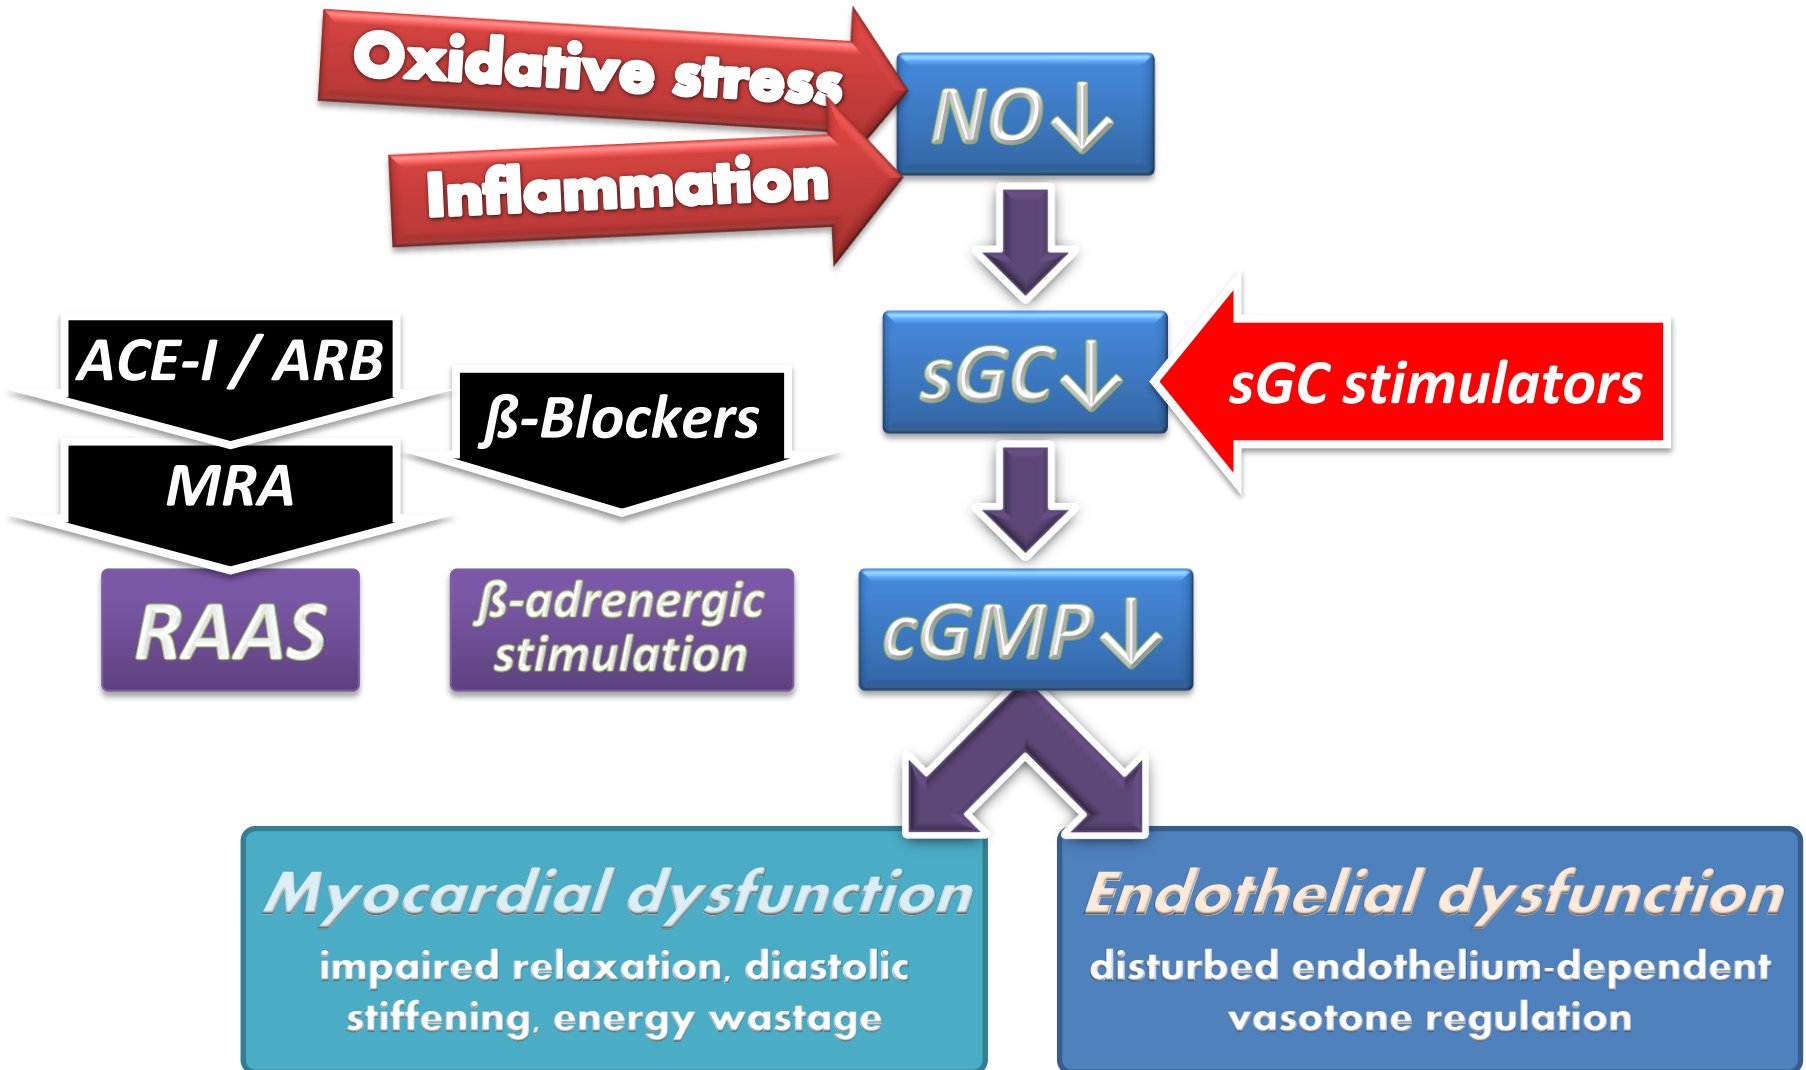 Oxidative stress
Inflammation
NO↓
sGC↓
sGC stimulators
ACE-I / ARB
MRA
ß-Blockers
RAAS
ß-adrenergic
stimulation
cGMP↓
Myocardial dysfunction
impaired relaxation, diastolic
stiffening, energy wastage
Endothelial dysfunction
disturbed endothelium-dependent
vasotone regulation